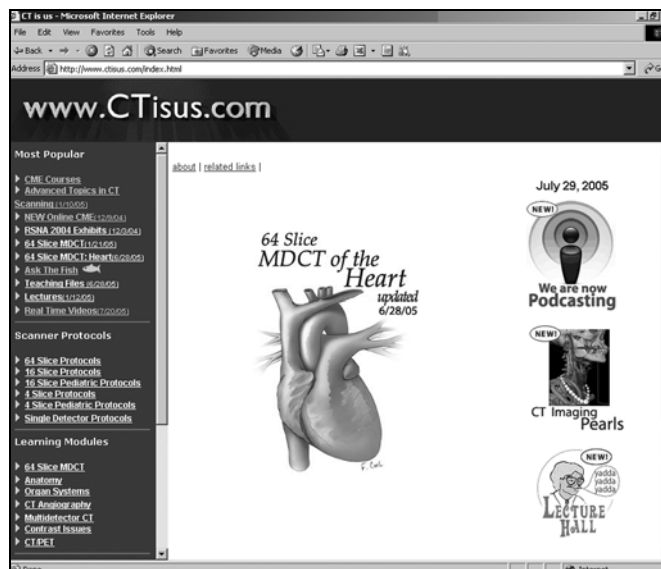 CT is us - Microsoft Internet Explorer
File Edit View Favorites Tools Help
Back Search Favorites Media
Address http://www.ctisus.com/index.html
www.CTisus.com
Most Popular
CME Courses
Advanced Topics in CT
Scanning (1/10/05)
NEW Online CME(12/9/04)
RSNA 2004 Exhibits (12/3/04)
64 Slice MDCT(1/21/05)
64 Slice MDCT: Heart(6/28/05)
Ask The Fish
Teaching Files (6/28/05)
Lectures(1/12/05)
Real Time Videos(7/20/05)
Scanner Protocols
64 Slice Protocols
16 Slice Protocols
16 Slice Pediatric Protocols
4 Slice Protocols
4 Slice Pediatric Protocols
Single Detector Protocols
Learning Modules
64 Slice MDCT
Anatomy
Organ Systems
CT Angiography
Multidetector CT
Contrast Issues
CT/PET
about | related links |
64 Slice
MDCT of the
Heart
updated
6/28/05
July 29, 2005
NEW!
We are now
Podcasting
NEW!
CT Imaging
Pearls
NEW!
yadda
yadda
yadda
LECTURE
HALL
Internet